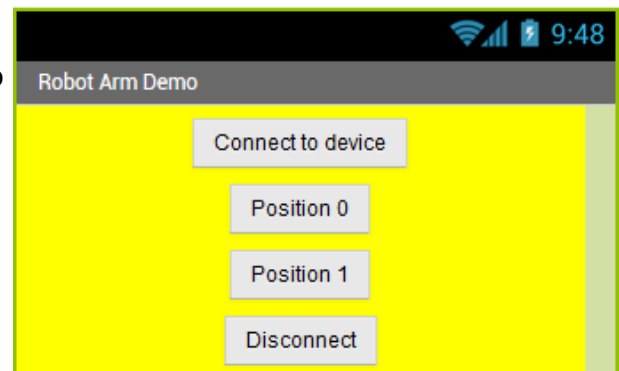 9:48
Robot Arm Demo
Connect to device
Position 0
Position 1
Disconnect